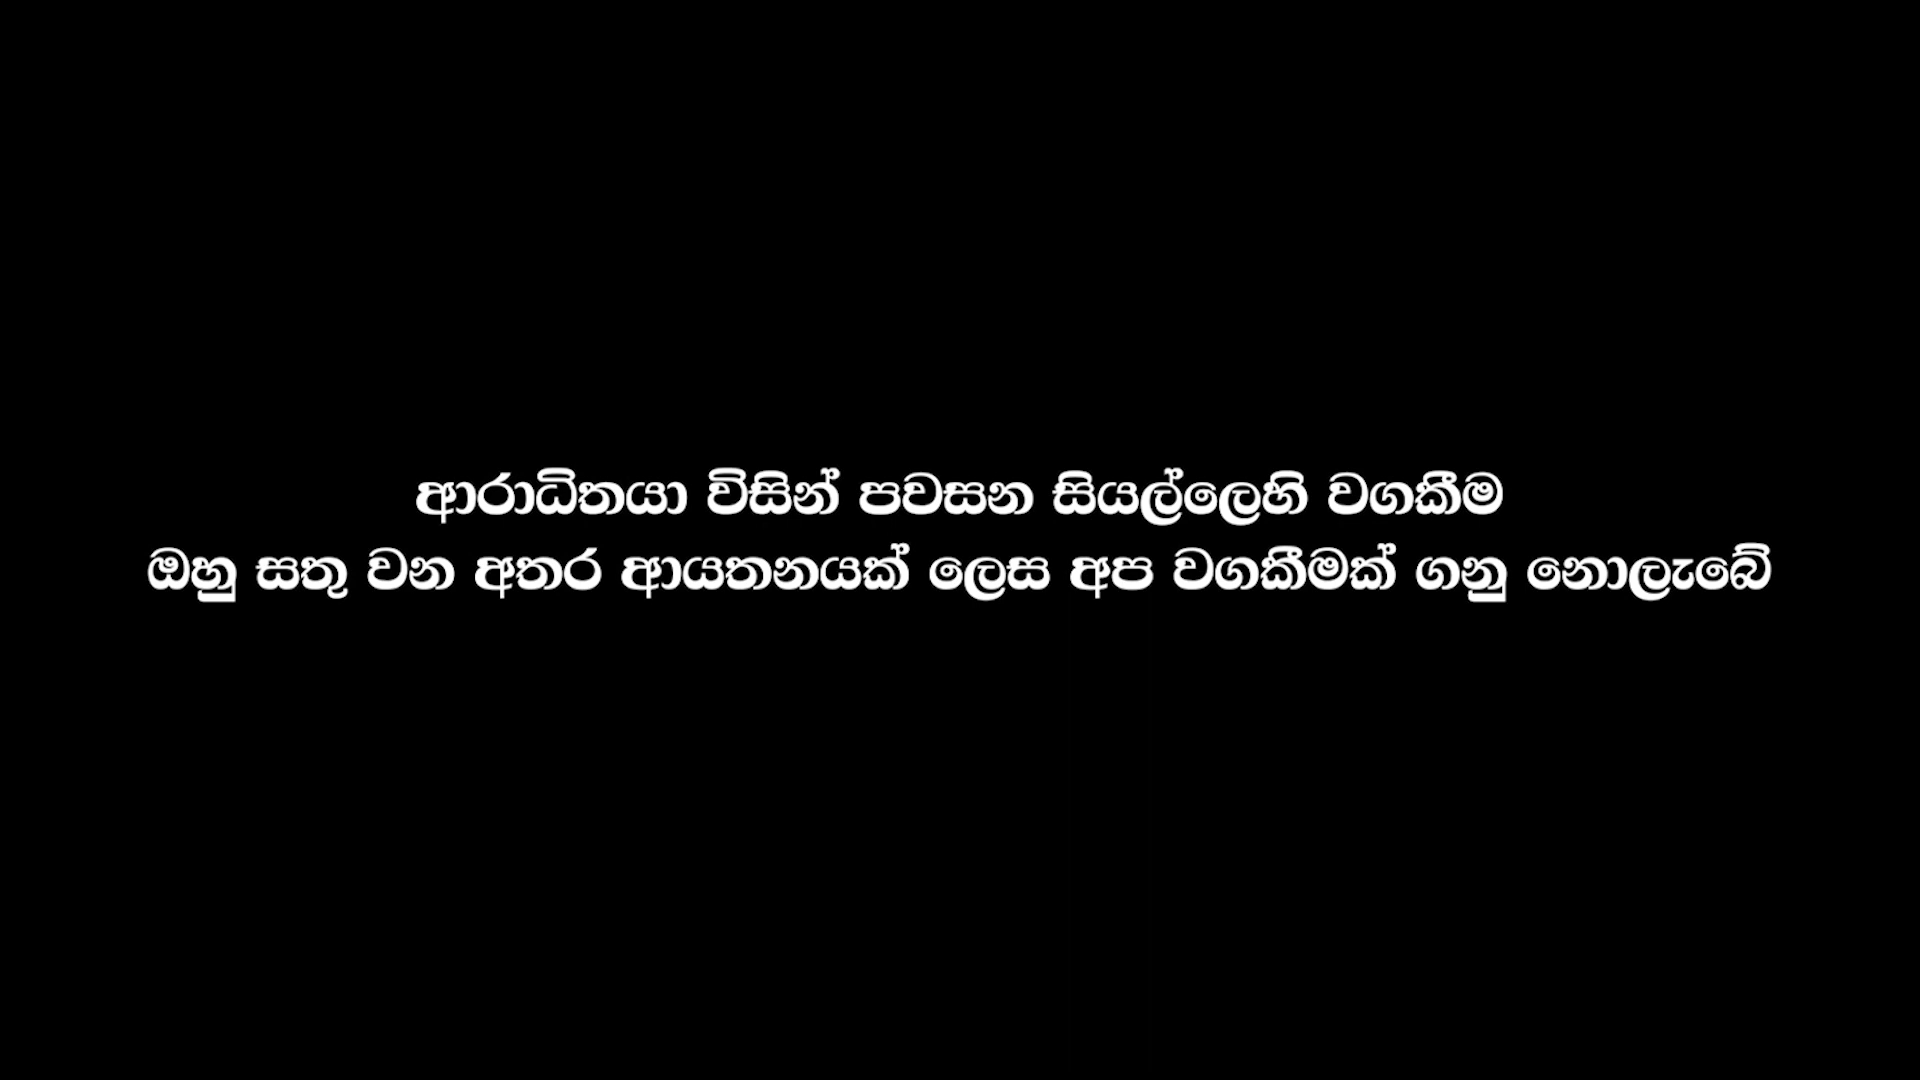 ආරාධිතයා විසින් පවසන සියල්ලෙහි වගකීම
ඔහු සතු වන අතර ආයතනයක් ලෙස අප වගකීමක් ගනු නොලැබේ